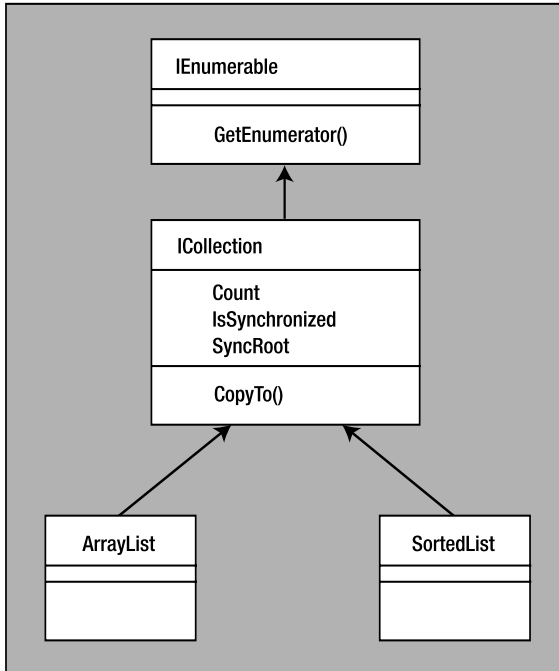 IEnumerable
GetEnumerator()
ICollection
Count
IsSynchronized
SyncRoot
CopyTo()
ArrayList
SortedList